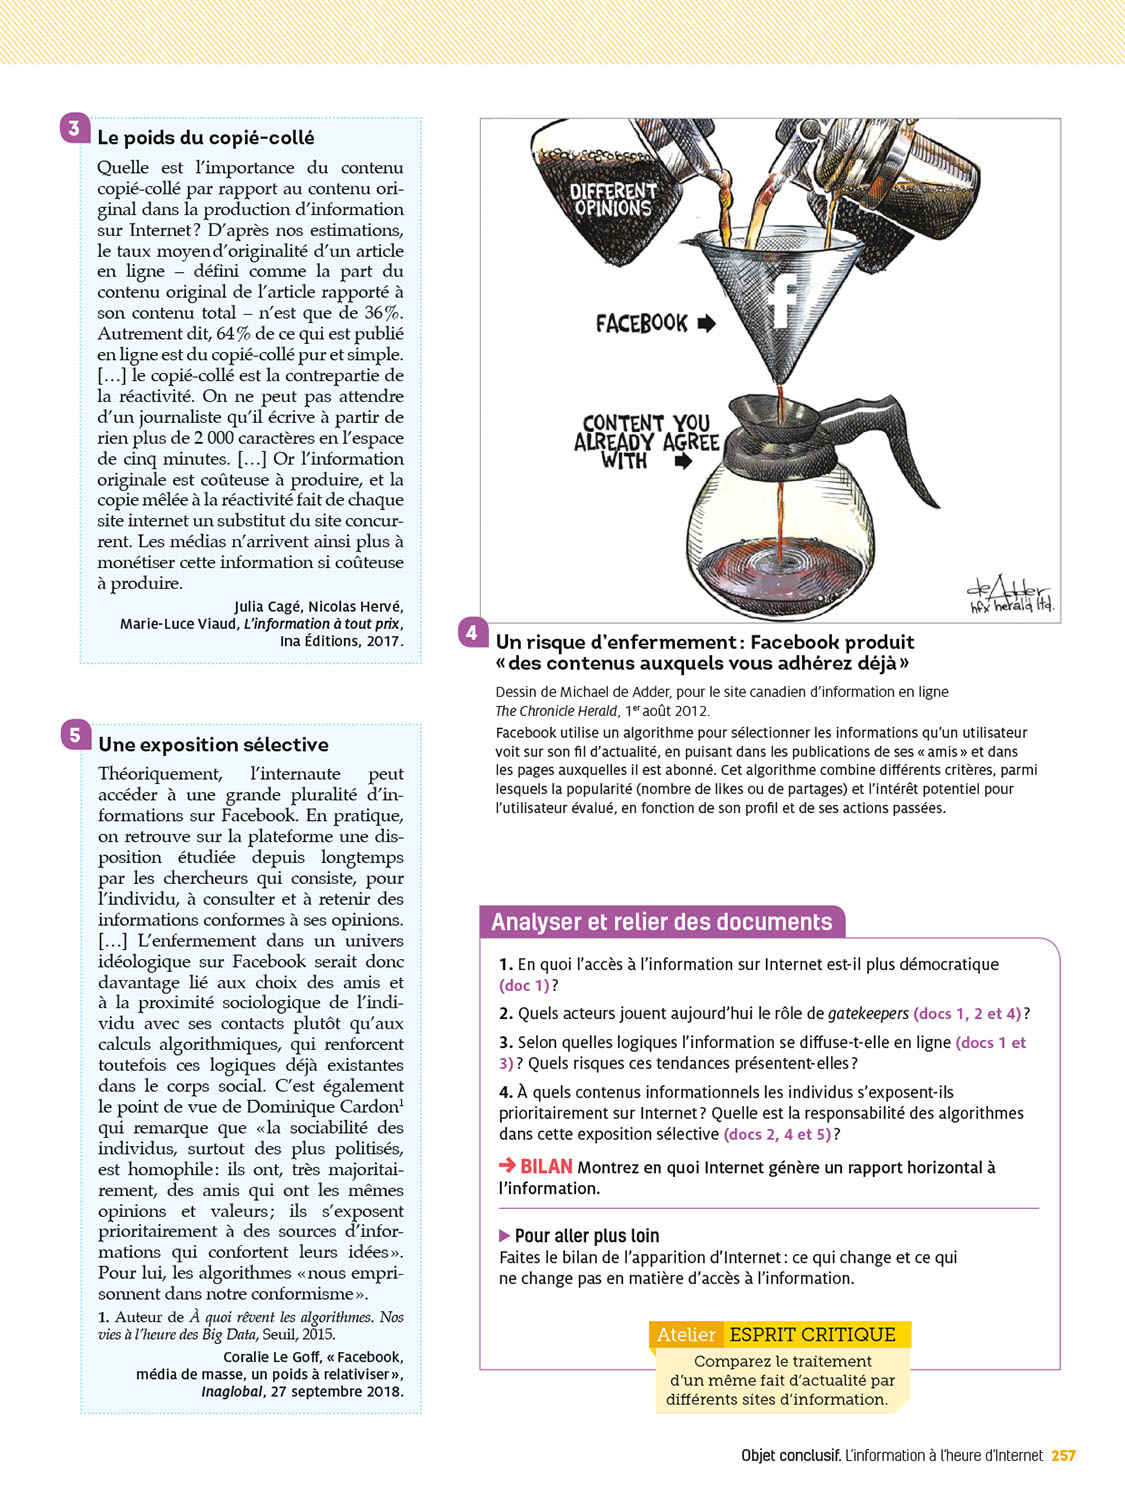 3
Le poids du copié-collé
Quelle est l'importance du contenu
copié-collé par rapport au contenu ori-
ginal dans la production d'information
sur Internet ? D'après nos estimations,
le taux moyen d'originalité d'un article
en ligne – défini comme la part du
contenu original de l'article rapporté à
son contenu total – n'est que de 36 %.
Autrement dit, 64 % de ce qui est publié
en ligne est du copié-collé pur et simple.
[…] le copié-collé est la contrepartie de
la réactivité. On ne peut pas attendre
d'un journaliste qu'il écrive à partir de
rien plus de 2 000 caractères en l'espace
de cinq minutes. […] Or l'information
originale est coûteuse à produire, et la
copie mêlée à la réactivité fait de chaque
site internet un substitut du site concur-
rent. Les médias n'arrivent ainsi plus à
monétiser cette information si coûteuse
à produire.
Julia Cagé, Nicolas Hervé,
Marie-Luce Viaud, L'information à tout prix,
Ina Éditions, 2017.
5
Une exposition sélective
Théoriquement, l'internaute peut
accéder à une grande pluralité d'in-
formations sur Facebook. En pratique,
on retrouve sur la plateforme une dis-
position étudiée depuis longtemps
par les chercheurs qui consiste, pour
l'individu, à consulter et à retenir des
informations conformes à ses opinions.
[…] L'enfermement dans un univers
idéologique sur Facebook serait donc
davantage lié aux choix des amis et
à la proximité sociologique de l'indi-
vidu avec ses contacts plutôt qu'aux
calculs algorithmiques, qui renforcent
toutefois ces logiques déjà existantes
dans le corps social. C'est également
le point de vue de Dominique Cardon1
qui remarque que « la sociabilité des
individus, surtout des plus politisés,
est homophile : ils ont, très majoritai-
rement, des amis qui ont les mêmes
opinions et valeurs ; ils s'exposent
prioritairement à des sources d'infor-
mations qui confortent leurs idées ».
Pour lui, les algorithmes « nous empri-
sonnent dans notre conformisme ».
1. Auteur de À quoi rêvent les algorithmes. Nos
vies à l'heure des Big Data, Seuil, 2015.
Coralie Le Goff, « Facebook,
média de masse, un poids à relativiser »,
Inaglobal, 27 septembre 2018.
DIFFERENT
OPINIONS
f
FACEBOOK
CONTENT YOU
ALREADY AGREE
WITH
de Adder
hfx herald ltd.
4
Un risque d'enfermement : Facebook produit
« des contenus auxquels vous adhérez déjà »
Dessin de Michael de Adder, pour le site canadien d'information en ligne
The Chronicle Herald, 1er août 2012.
Facebook utilise un algorithme pour sélectionner les informations qu'un utilisateur
voit sur son fil d'actualité, en puisant dans les publications de ses « amis » et dans
les pages auxquelles il est abonné. Cet algorithme combine différents critères, parmi
lesquels la popularité (nombre de likes ou de partages) et l'intérêt potentiel pour
l'utilisateur évalué, en fonction de son profil et de ses actions passées.
Analyser et relier des documents
1. En quoi l'accès à l'information sur Internet est-il plus démocratique
(doc 1) ?
2. Quels acteurs jouent aujourd'hui le rôle de gatekeepers (docs 1, 2 et 4) ?
3. Selon quelles logiques l'information se diffuse-t-elle en ligne (docs 1 et
3) ? Quels risques ces tendances présentent-elles ?
4. À quels contenus informationnels les individus s'exposent-ils
prioritairement sur Internet ? Quelle est la responsabilité des algorithmes
dans cette exposition sélective (docs 2, 4 et 5) ?
BILAN Montrez en quoi Internet génère un rapport horizontal à
l'information.
Pour aller plus loin
Faites le bilan de l'apparition d'Internet : ce qui change et ce qui
ne change pas en matière d'accès à l'information.
Atelier ESPRIT CRITIQUE
Comparez le traitement
d'un même fait d'actualité par
différents sites d'information.
Objet conclusif. L'information à l'heure d'Internet 257